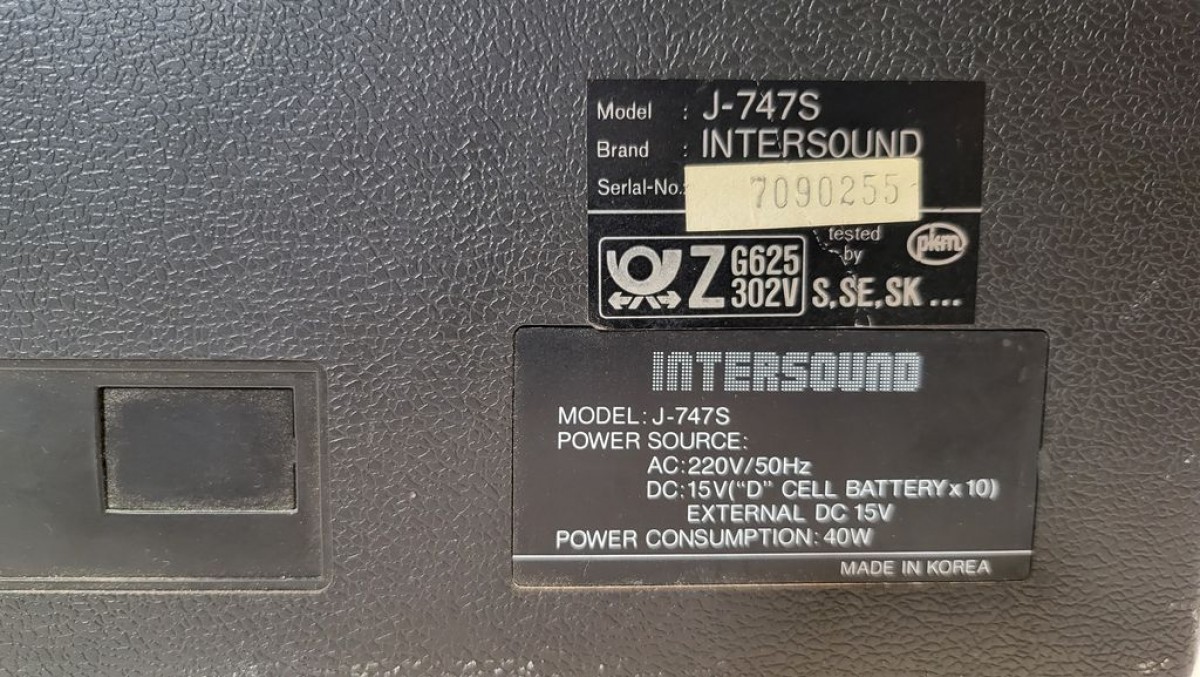 Model : J-747S
Brand : INTERSOUND
Serial-No.: 7090255
tested
by
pkm
Z G625
302V
S, SE, SK ...
INTERSOUND
MODEL: J-747S
POWER SOURCE:
AC: 220V/50Hz
DC: 15V("D" CELL BATTERY x 10)
EXTERNAL DC 15V
POWER CONSUMPTION: 40W
MADE IN KOREA